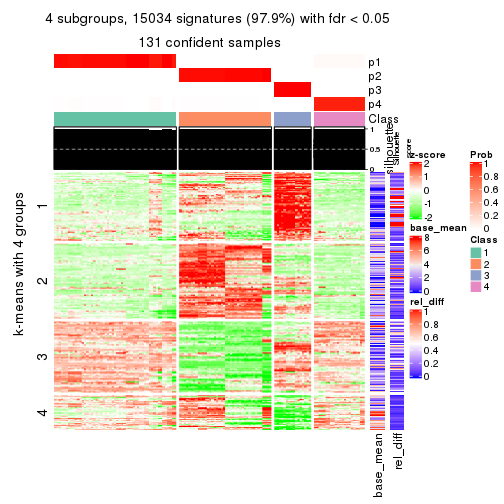 4 subgroups, 15034 signatures (97.9%) with fdr < 0.05
131 confident samples
p1
p2
p3
p4
Class
1
0.5
0
silhouette
Silhouette
score
k-means with 4 groups
1
2
3
4
base_mean
rel_diff
z-score
2
1
0
-1
-2
base_mean
8
6
4
2
0
rel_diff
1
0.8
0.6
0.4
0.2
0
Prob
1
0.8
0.6
0.4
0.2
0
Class
1
2
3
4